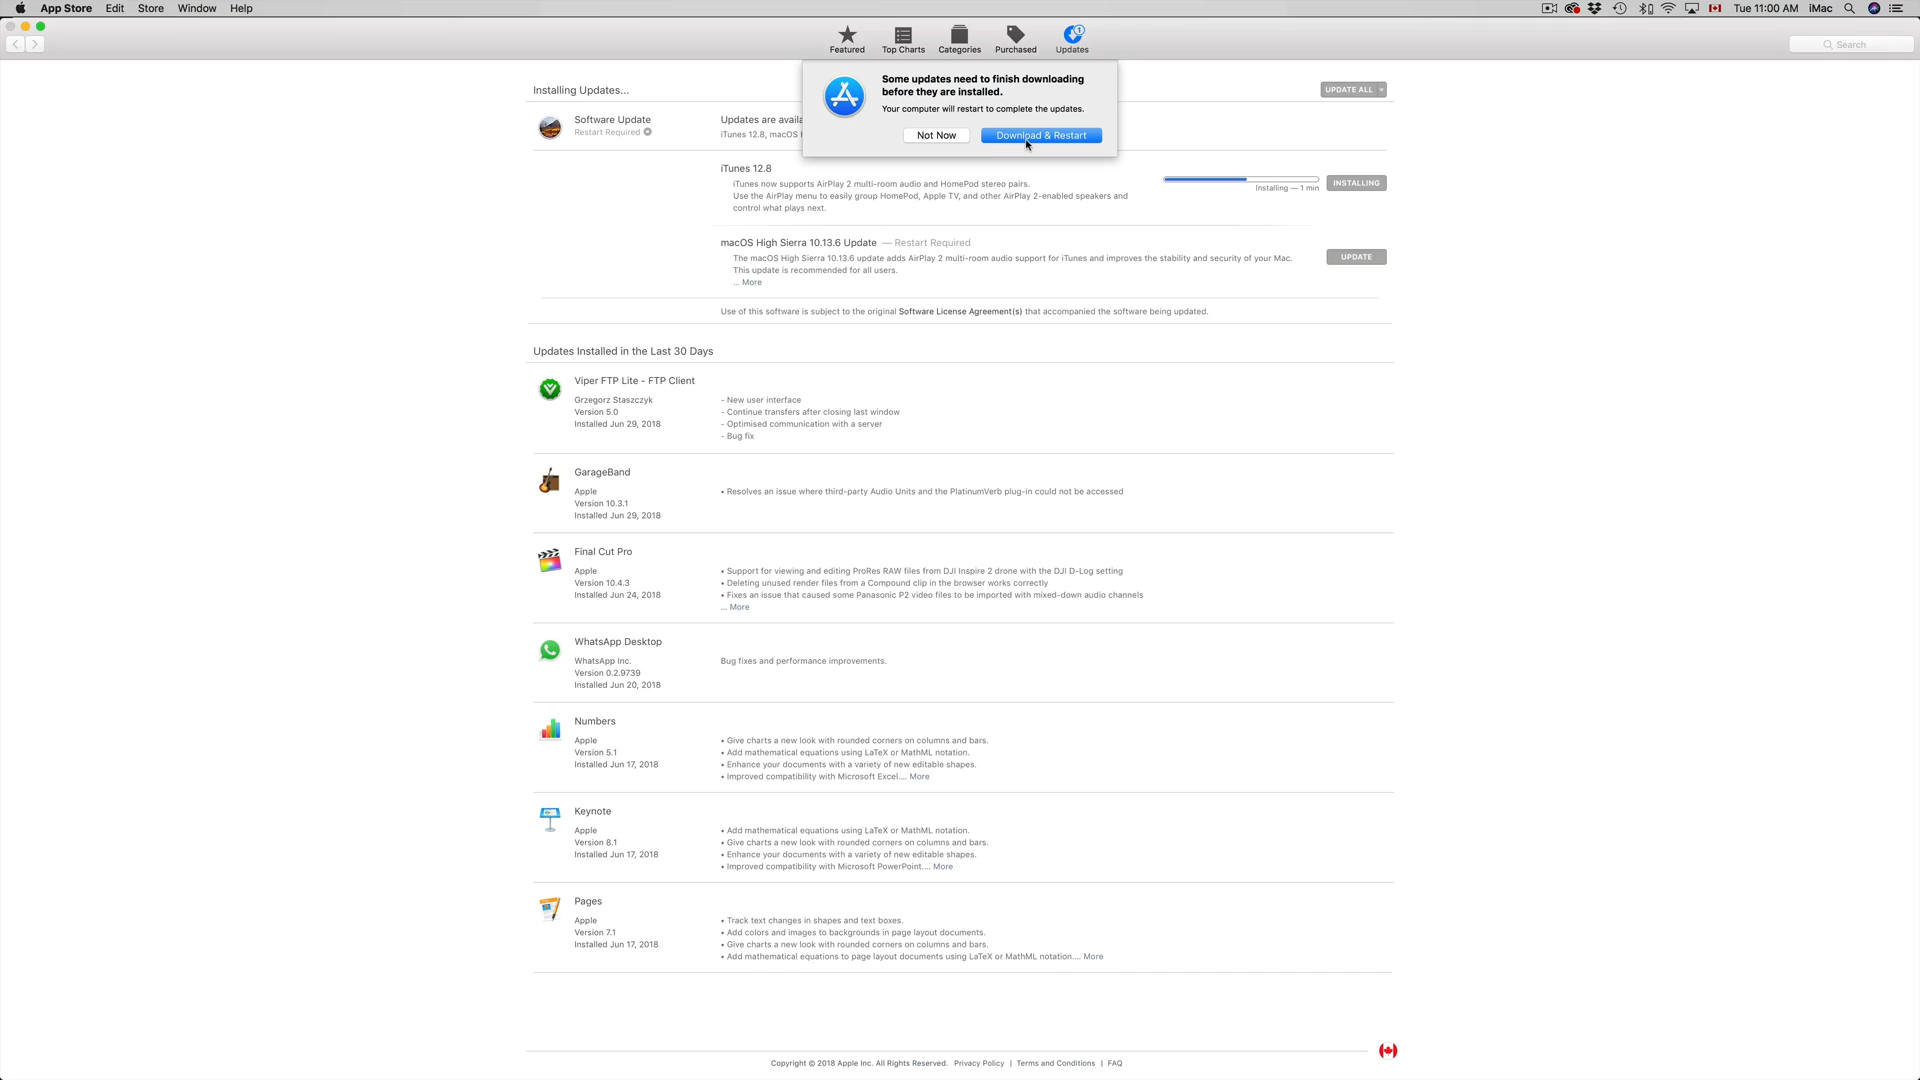 App Store Edit Store Window Help
Tue 11:00 AM iMac
Featured Top Charts Categories Purchased Updates
1
Search
Some updates need to finish downloading
before they are installed.
Your computer will restart to complete the updates.
Not Now Download & Restart
Installing Updates...
UPDATE ALL
Software Update
Restart Required
Updates are availa
iTunes 12.8, macOS
iTunes 12.8
iTunes now supports AirPlay 2 multi-room audio and HomePod stereo pairs.
Use the AirPlay menu to easily group HomePod, Apple TV, and other AirPlay 2-enabled speakers and
control what plays next.
Installing — 1 min
INSTALLING
macOS High Sierra 10.13.6 Update — Restart Required
The macOS High Sierra 10.13.6 update adds AirPlay 2 multi-room audio support for iTunes and improves the stability and security of your Mac.
This update is recommended for all users.
... More
UPDATE
Use of this software is subject to the original Software License Agreement(s) that accompanied the software being updated.
Updates Installed in the Last 30 Days
Viper FTP Lite - FTP Client
Grzegorz Staszczyk
Version 5.0
Installed Jun 29, 2018
- New user interface
- Continue transfers after closing last window
- Optimised communication with a server
- Bug fix
GarageBand
Apple
Version 10.3.1
Installed Jun 29, 2018
• Resolves an issue where third-party Audio Units and the PlatinumVerb plug-in could not be accessed
Final Cut Pro
Apple
Version 10.4.3
Installed Jun 24, 2018
• Support for viewing and editing ProRes RAW files from DJI Inspire 2 drone with the DJI D-Log setting
• Deleting unused render files from a Compound clip in the browser works correctly
• Fixes an issue that caused some Panasonic P2 video files to be imported with mixed-down audio channels
... More
WhatsApp Desktop
WhatsApp Inc.
Version 0.2.9739
Installed Jun 20, 2018
Bug fixes and performance improvements.
Numbers
Apple
Version 5.1
Installed Jun 17, 2018
• Give charts a new look with rounded corners on columns and bars.
• Add mathematical equations using LaTeX or MathML notation.
• Enhance your documents with a variety of new editable shapes.
• Improved compatibility with Microsoft Excel.... More
Keynote
Apple
Version 8.1
Installed Jun 17, 2018
• Add mathematical equations using LaTeX or MathML notation.
• Give charts a new look with rounded corners on columns and bars.
• Enhance your documents with a variety of new editable shapes.
• Improved compatibility with Microsoft PowerPoint.... More
Pages
Apple
Version 7.1
Installed Jun 17, 2018
• Track text changes in shapes and text boxes.
• Add colors and images to backgrounds in page layout documents.
• Give charts a new look with rounded corners on columns and bars.
• Add mathematical equations to page layout documents using LaTeX or MathML notation.... More
Copyright © 2018 Apple Inc. All Rights Reserved. Privacy Policy | Terms and Conditions | FAQ